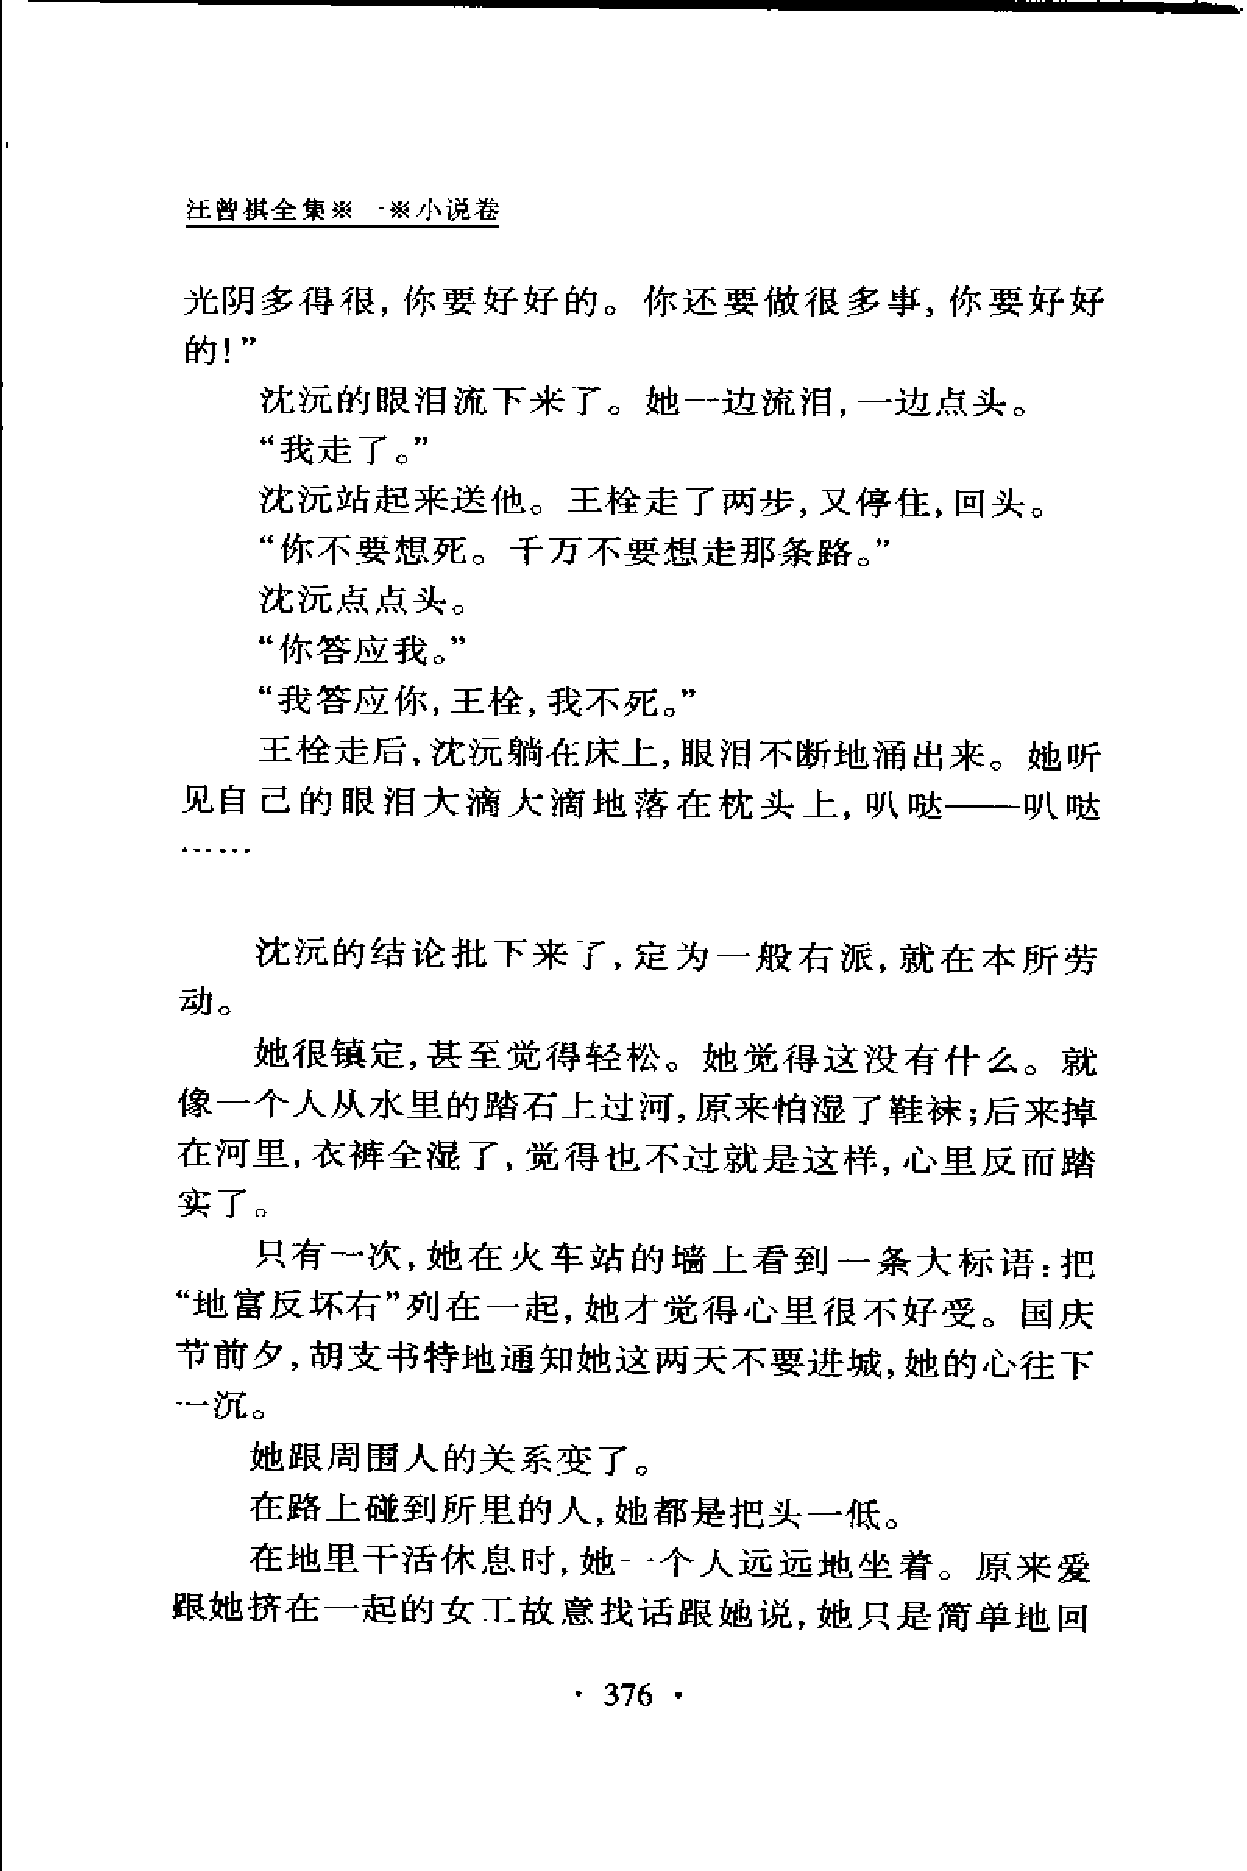 汪曾祺全集※一※小说卷
光阴多得很，你要好好的。你还要做很多事，你要好好
的！”
沈沅的眼泪流下来了。她一边流泪，一边点头。
“我走了。”
沈沅站起来送他。王栓走了两步，又停住，回头。
“你不要想死。千万不要想走那条路。”
沈沅点点头。
“你答应我。”
“我答应你，王栓，我不死。”
王栓走后，沈沅躺在床上，眼泪不断地涌出来。她听
见自己的眼泪大滴大滴地落在枕头上，叭哒——叭哒
……
沈沅的结论批下来了，定为一般右派，就在本所劳
动。
她很镇定，甚至觉得轻松。她觉得这没有什么。就
像一个人从水里的踏石上过河，原来怕湿了鞋袜；后来掉
在河里，衣裤全湿了，觉得也不过就是这样，心里反而踏
实了。
只有一次，她在火车站的墙上看到一条大标语：把
“地富反坏右”列在一起，她才觉得心里很不好受。国庆
节前夕，胡支书特地通知她这两天不要进城，她的心往下
一沉。
她跟周围人的关系变了。
在路上碰到所里的人，她都是把头一低。
在地里干活休息时，她一个人远远地坐着。原来爱
跟她挤在一起的女工故意找话跟她说，她只是简单地回
· 376 ·